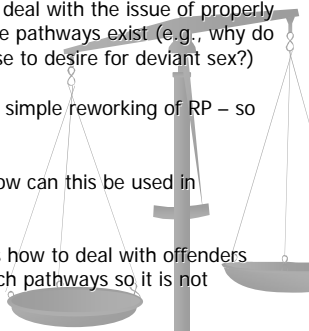 deal with the issue of properly
e pathways exist (e.g., why do
se to desire for deviant sex?)
simple reworking of RP – so
ow can this be used in
s how to deal with offenders
ch pathways so it is not